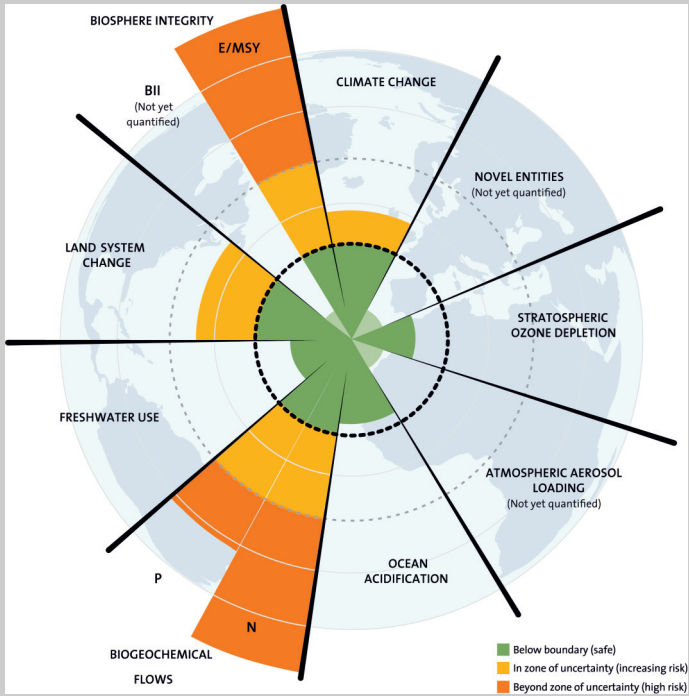 BIOSPHERE INTEGRITY
E/MSY
CLIMATE CHANGE
BII
(Not yet
quantified)
NOVEL ENTITIES
(Not yet quantified)
LAND SYSTEM
CHANGE
STRATOSPHERIC
OZONE DEPLETION
FRESHWATER USE
ATMOSPHERIC AEROSOL
LOADING
(Not yet quantified)
OCEAN
ACIDIFICATION
P
N
BIOGEOCHEMICAL
FLOWS
Below boundary (safe)
In zone of uncertainty (increasing risk)
Beyond zone of uncertainty (high risk)